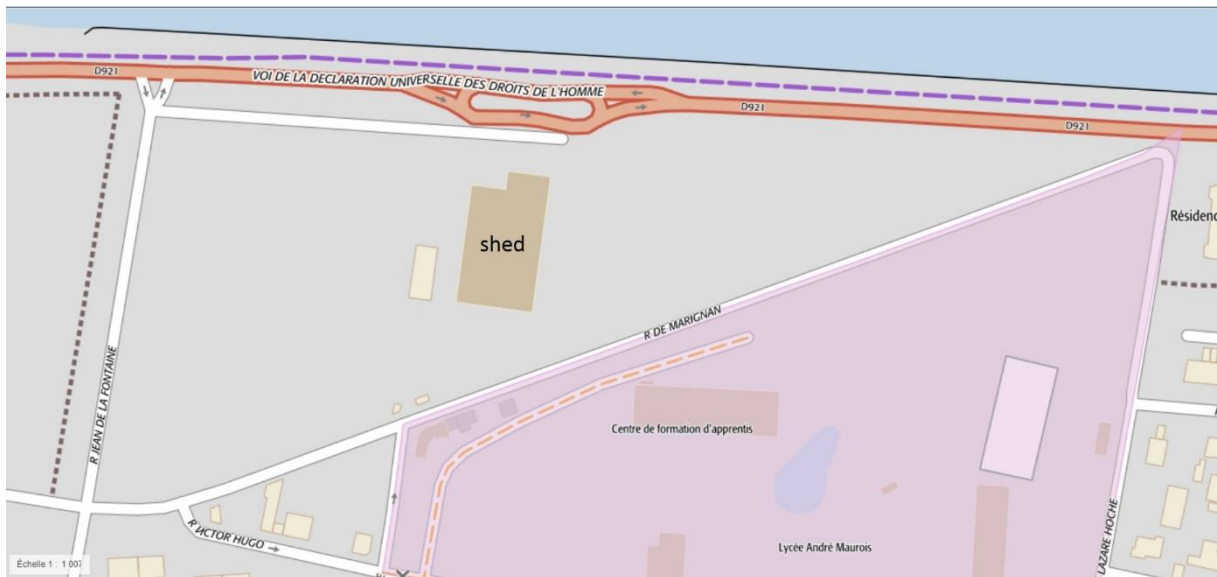 D921
VOI DE LA DECLARATION UNIVERSELLE DES DROITS DE L'HOMME
D921
D921
Résidenc
shed
R DE MARIGNAN
R JEAN DE LA FONTAINE
Centre de formation d'apprentis
R VICTOR HUGO
Lycée André Maurois
LAZARE HOCHE
Échelle 1 : 1 007